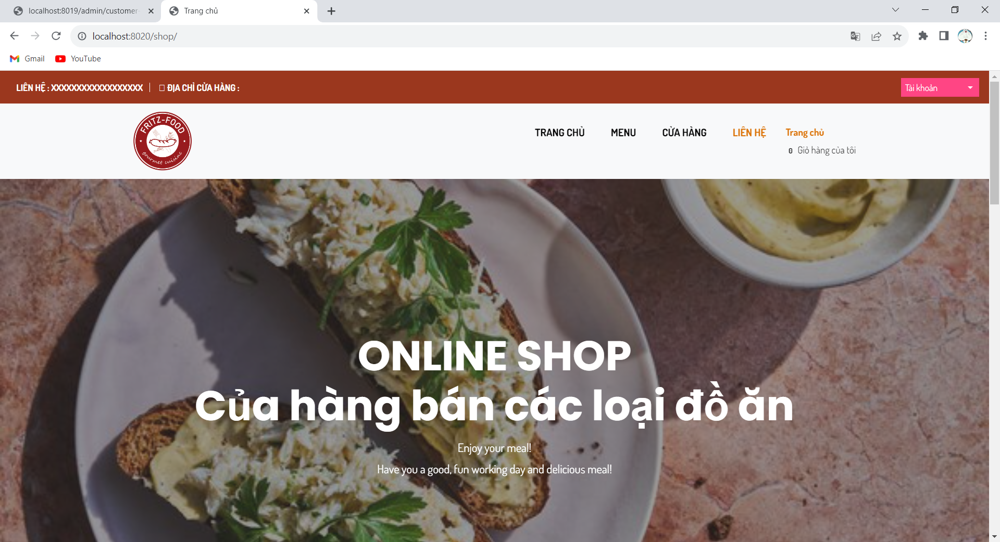 localhost:8019/admin/customer-
Trang chủ
localhost:8020/shop/
Gmail
YouTube
LIÊN HỆ : XXXXXXXXXXXXXXXXXX
ĐỊA CHỈ CỬA HÀNG :
Tài khoản
FRITZ-FOOD
gourmet cuisine
TRANG CHỦ
MENU
CỬA HÀNG
LIÊN HỆ
Trang chủ
0 Giỏ hàng của tôi
ONLINE SHOP
Của hàng bán các loại đồ ăn
Enjoy your meal!
Have you a good, fun working day and delicious meal!